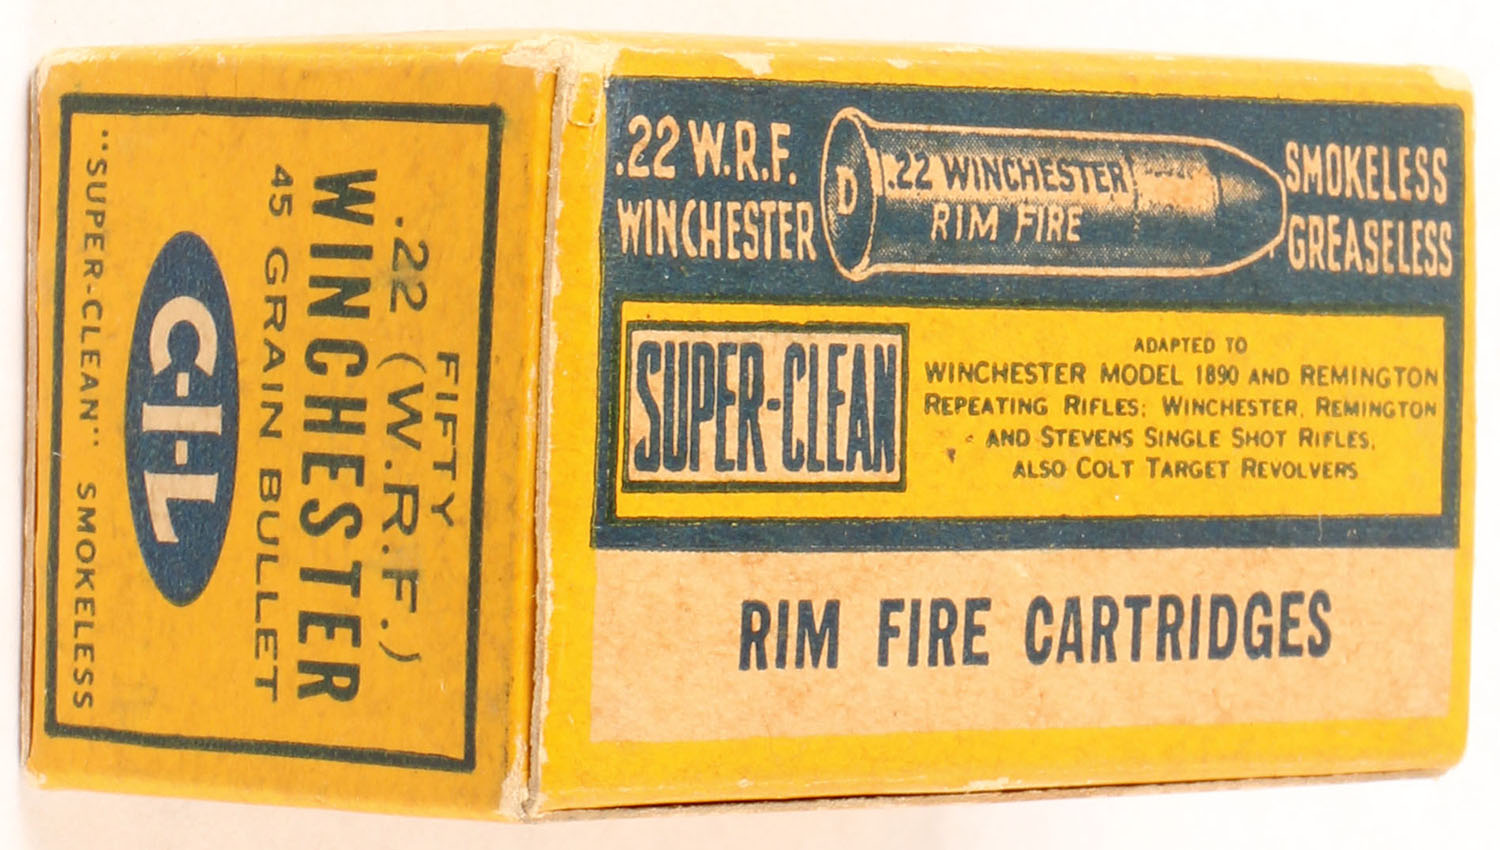 FIFTY
.22 (W.R.F.)
WINCHESTER
45 GRAIN BULLET
C-I-L
"SUPER-CLEAN" SMOKELESS
.22 W.R.F.
WINCHESTER
D
.22 WINCHESTER
RIM FIRE
SMOKELESS
GREASELESS
SUPER-CLEAN
ADAPTED TO
WINCHESTER MODEL 1890 AND REMINGTON
REPEATING RIFLES; WINCHESTER, REMINGTON
AND STEVENS SINGLE SHOT RIFLES,
ALSO COLT TARGET REVOLVERS
RIM FIRE CARTRIDGES